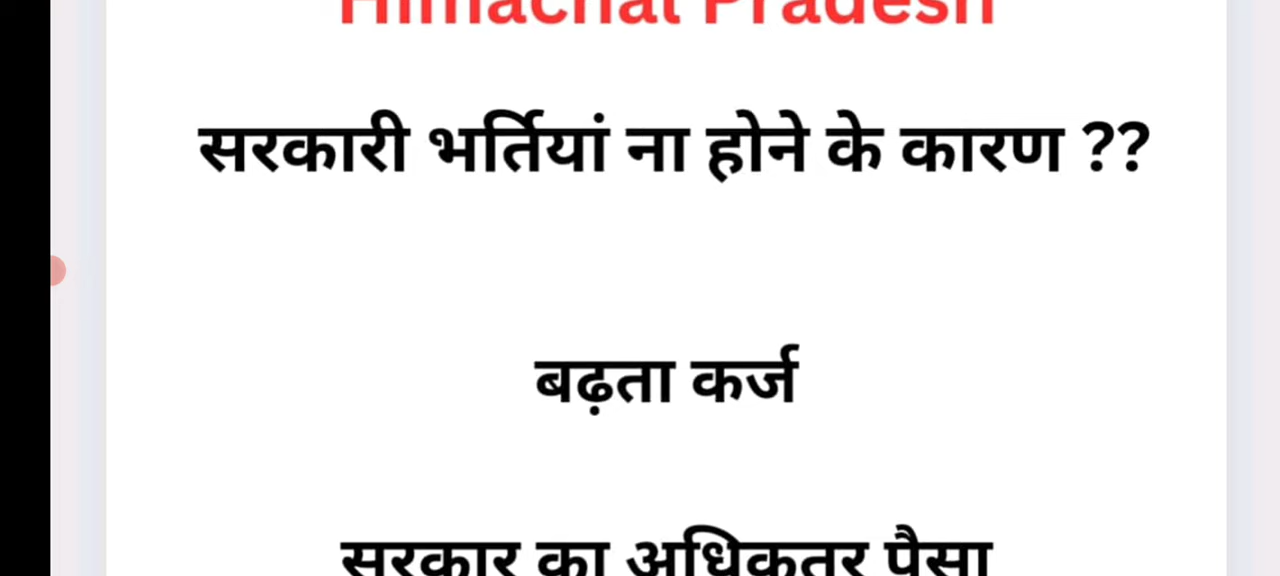 Himachal Pradesh
सरकारी भर्तियां ना होने के कारण ??
बढ़ता कर्ज
सरकार का अधिकतर पैसा